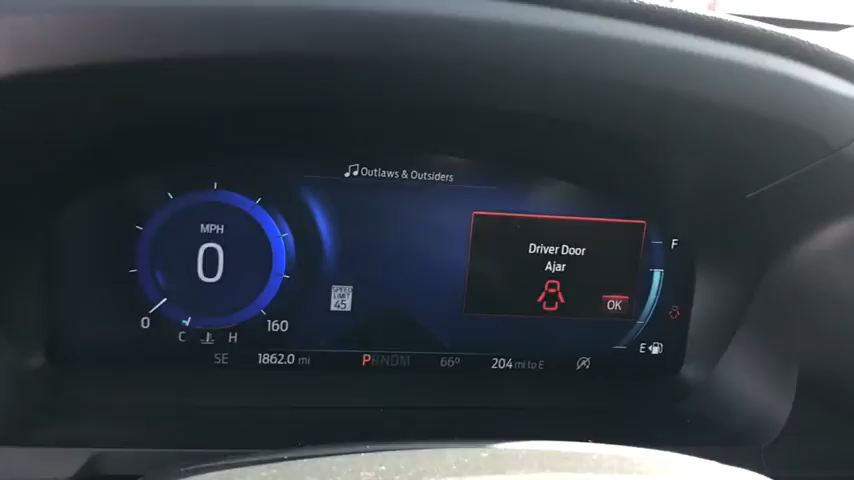 Outlaws & Outsiders
MPH
0
0
160
C
H
SPEED
LIMIT
45
Driver Door
Ajar
OK
F
E
SE
1862.0 mi
PRNDM
66°
204 mi to E